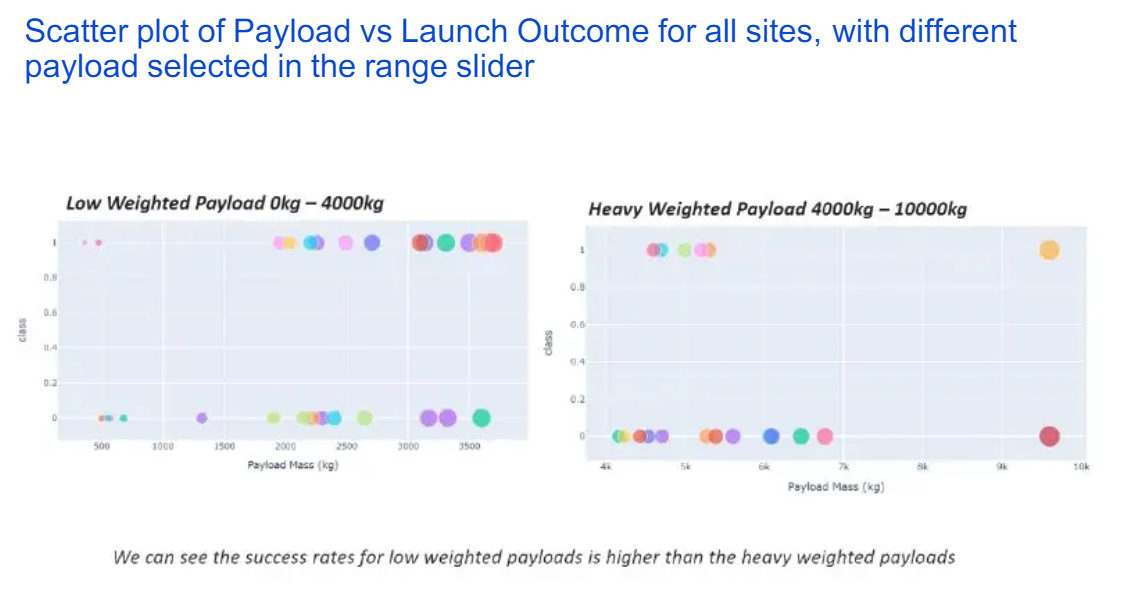 Scatter plot of Payload vs Launch Outcome for all sites, with different
payload selected in the range slider
Low Weighted Payload 0kg – 4000kg
1
0.8
0.6
0.4
0.2
0
class
500
1000
1500
2000
2500
3000
3500
Payload Mass (kg)
Heavy Weighted Payload 4000kg – 10000kg
1
0.8
0.6
0.4
0.2
0
class
4k
5k
6k
7k
8k
9k
10k
Payload Mass (kg)
We can see the success rates for low weighted payloads is higher than the heavy weighted payloads